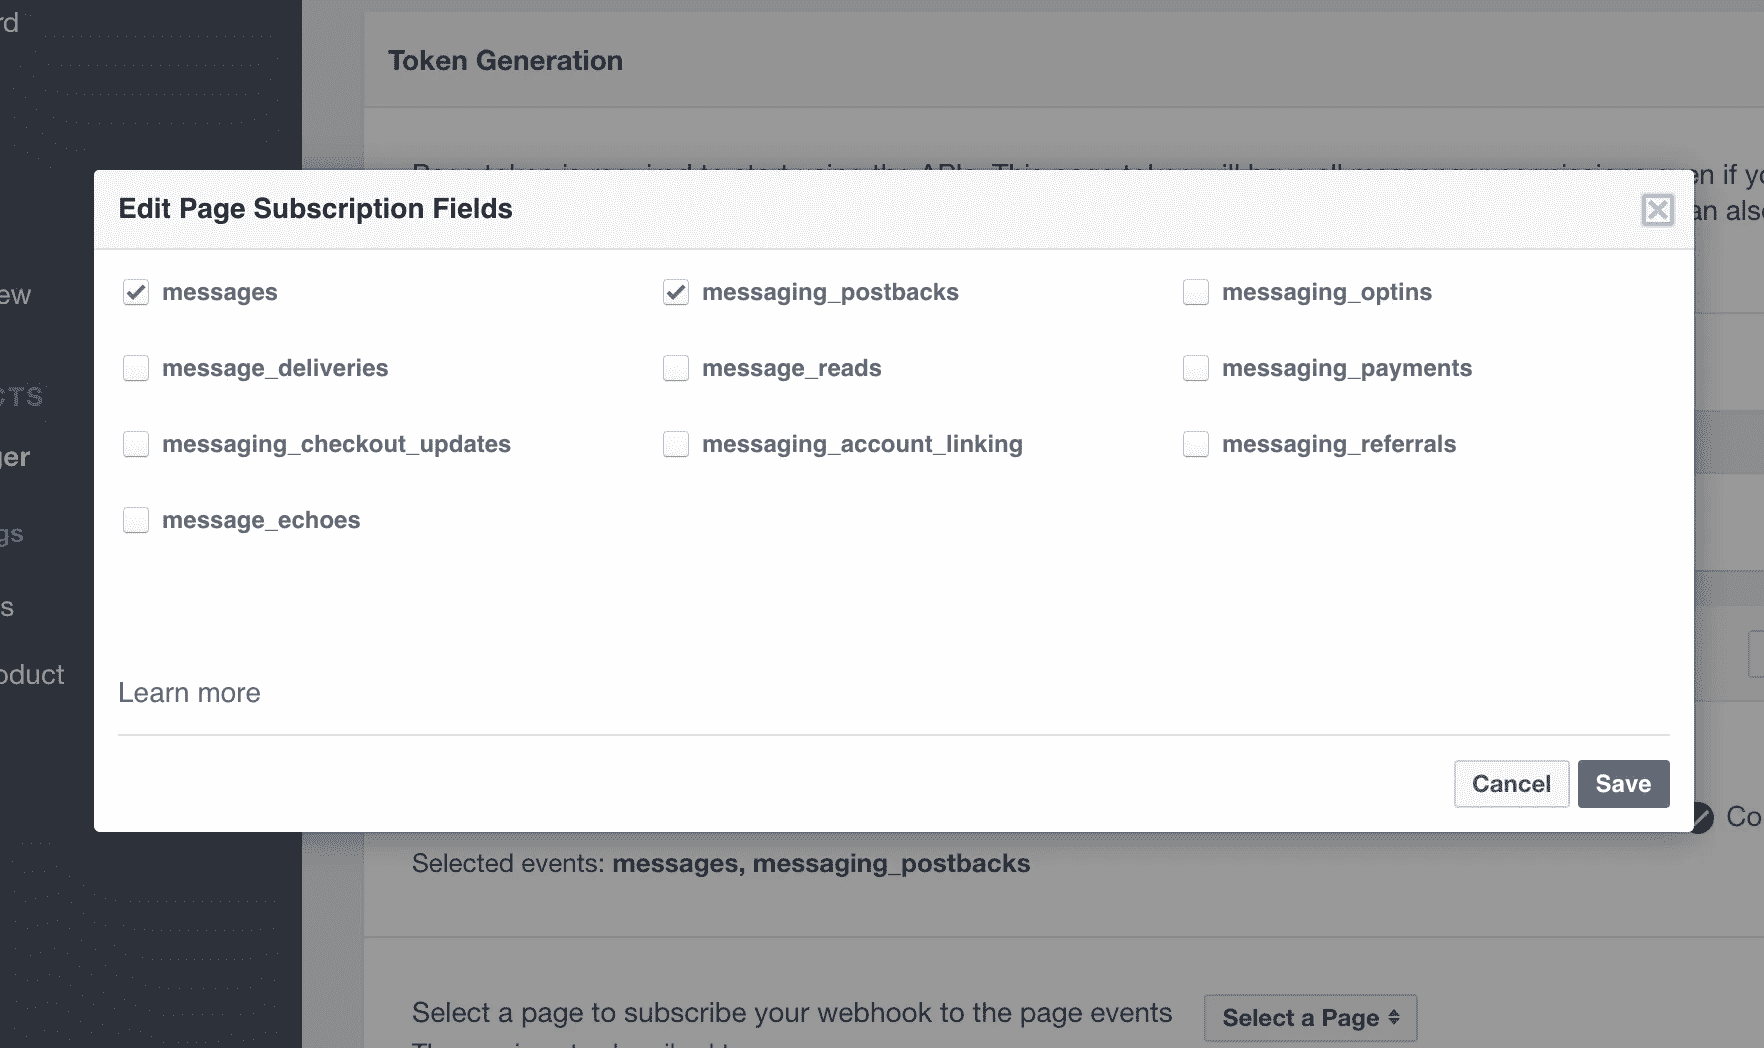 Token Generation
en if yo
an also
Edit Page Subscription Fields
messages
messaging_postbacks
messaging_optins
message_deliveries
message_reads
messaging_payments
messaging_checkout_updates
messaging_account_linking
messaging_referrals
message_echoes
Learn more
Cancel
Save
rd
ew
CTS
ger
gs
s
oduct
Co
Selected events: messages, messaging_postbacks
Select a page to subscribe your webhook to the page events
Select a Page